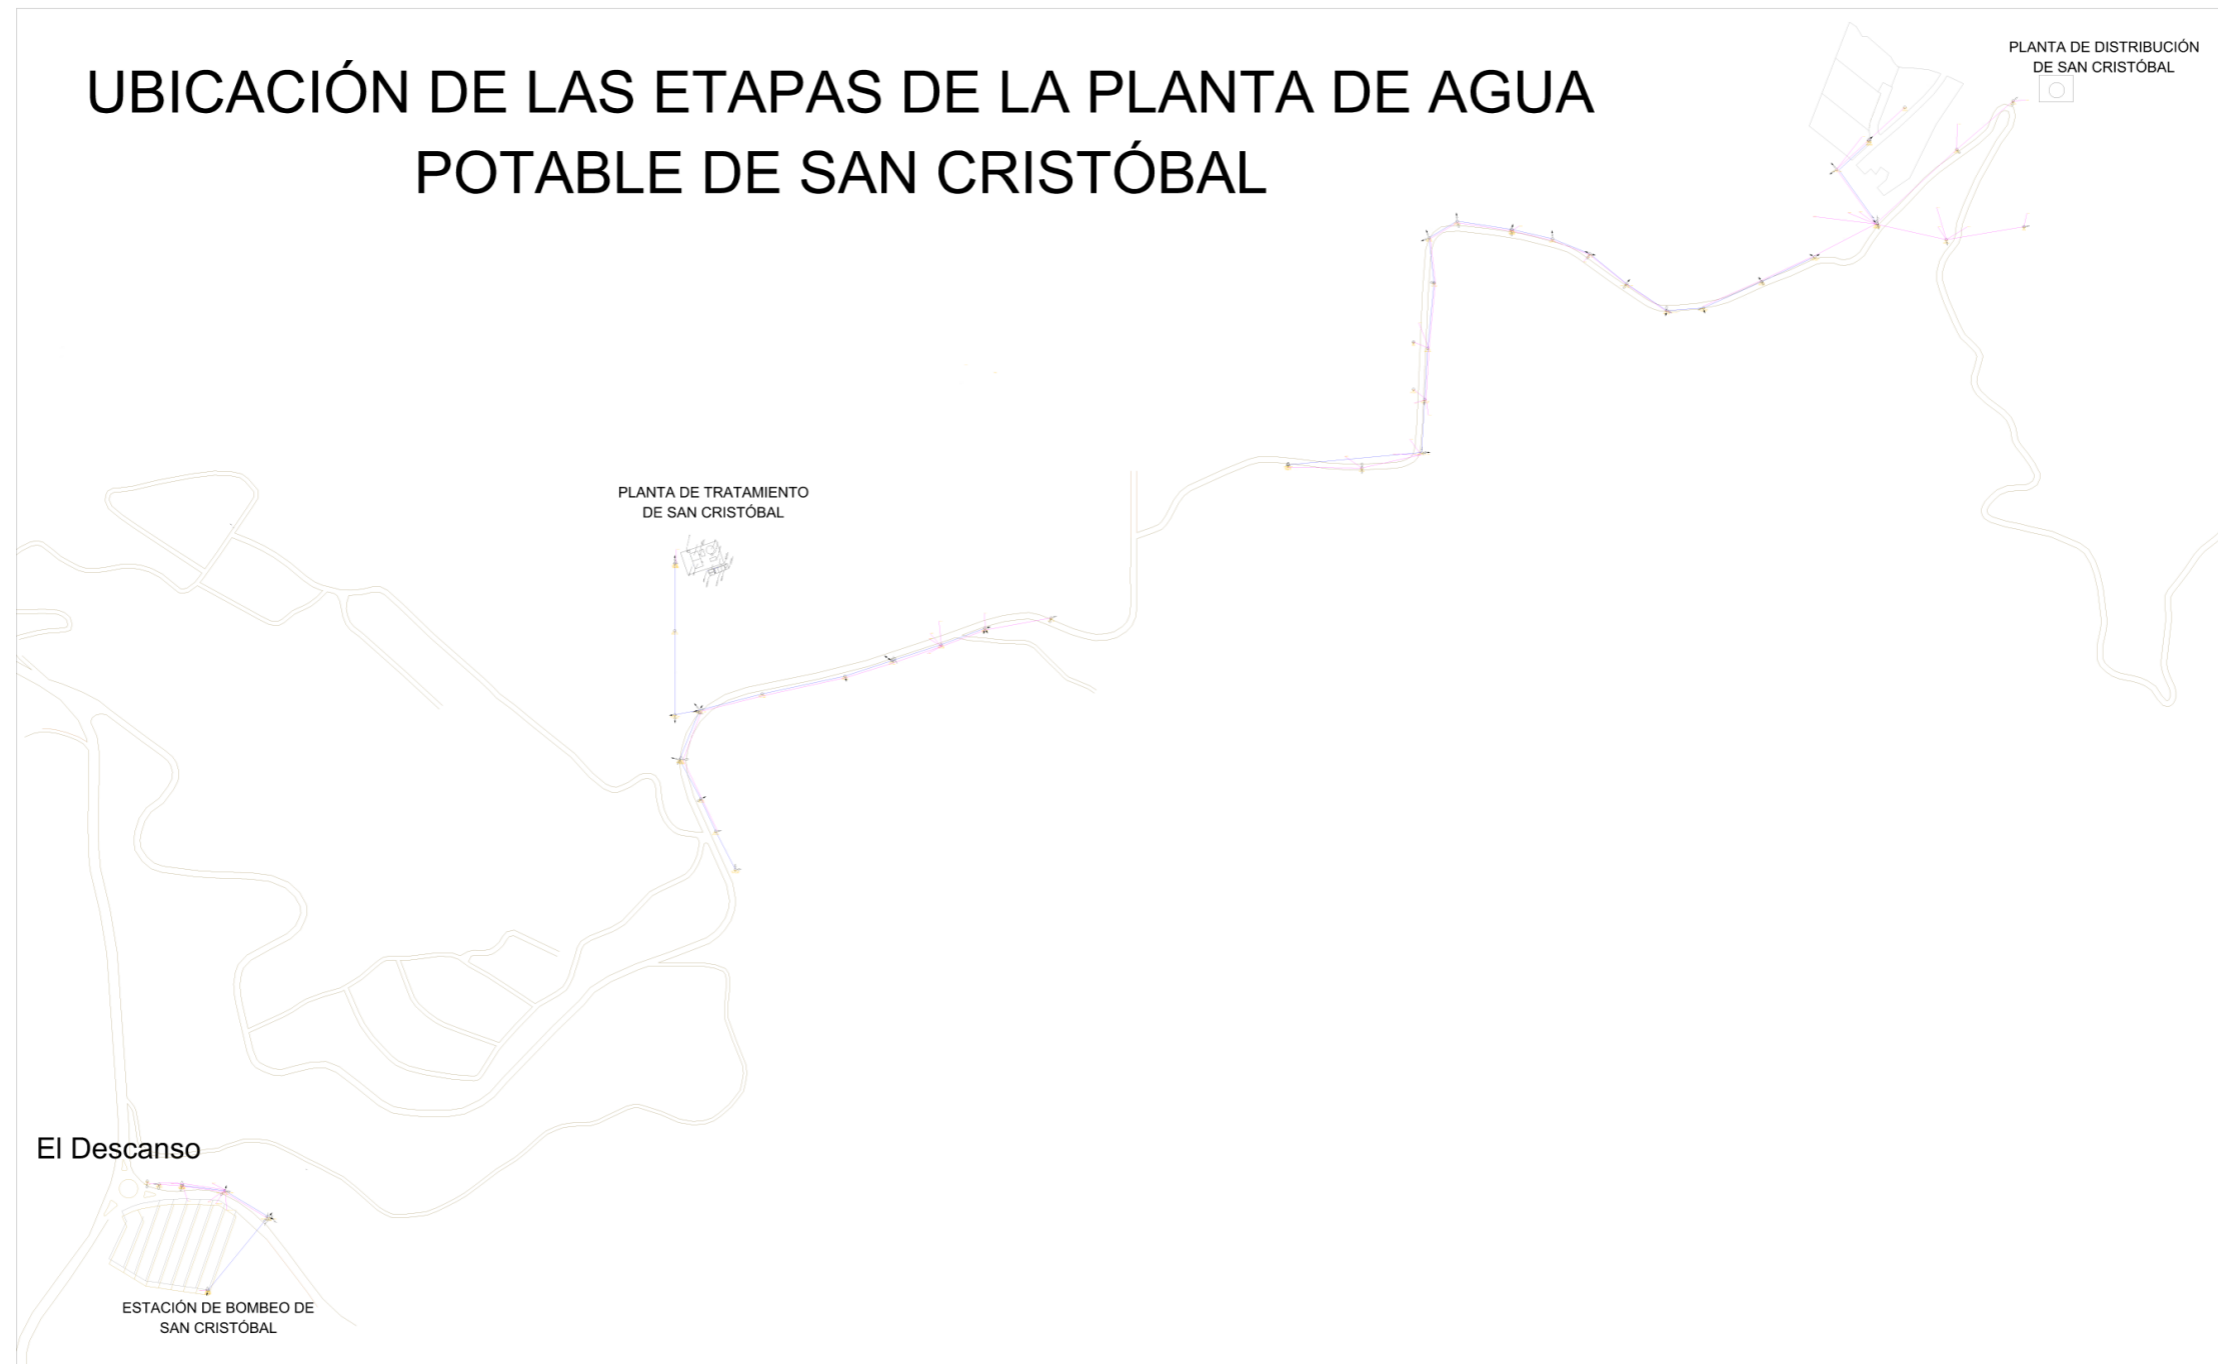 UBICACIÓN DE LAS ETAPAS DE LA PLANTA DE AGUA
POTABLE DE SAN CRISTÓBAL
PLANTA DE DISTRIBUCIÓN
DE SAN CRISTÓBAL
PLANTA DE TRATAMIENTO
DE SAN CRISTÓBAL
El Descanso
ESTACIÓN DE BOMBEO DE
SAN CRISTÓBAL